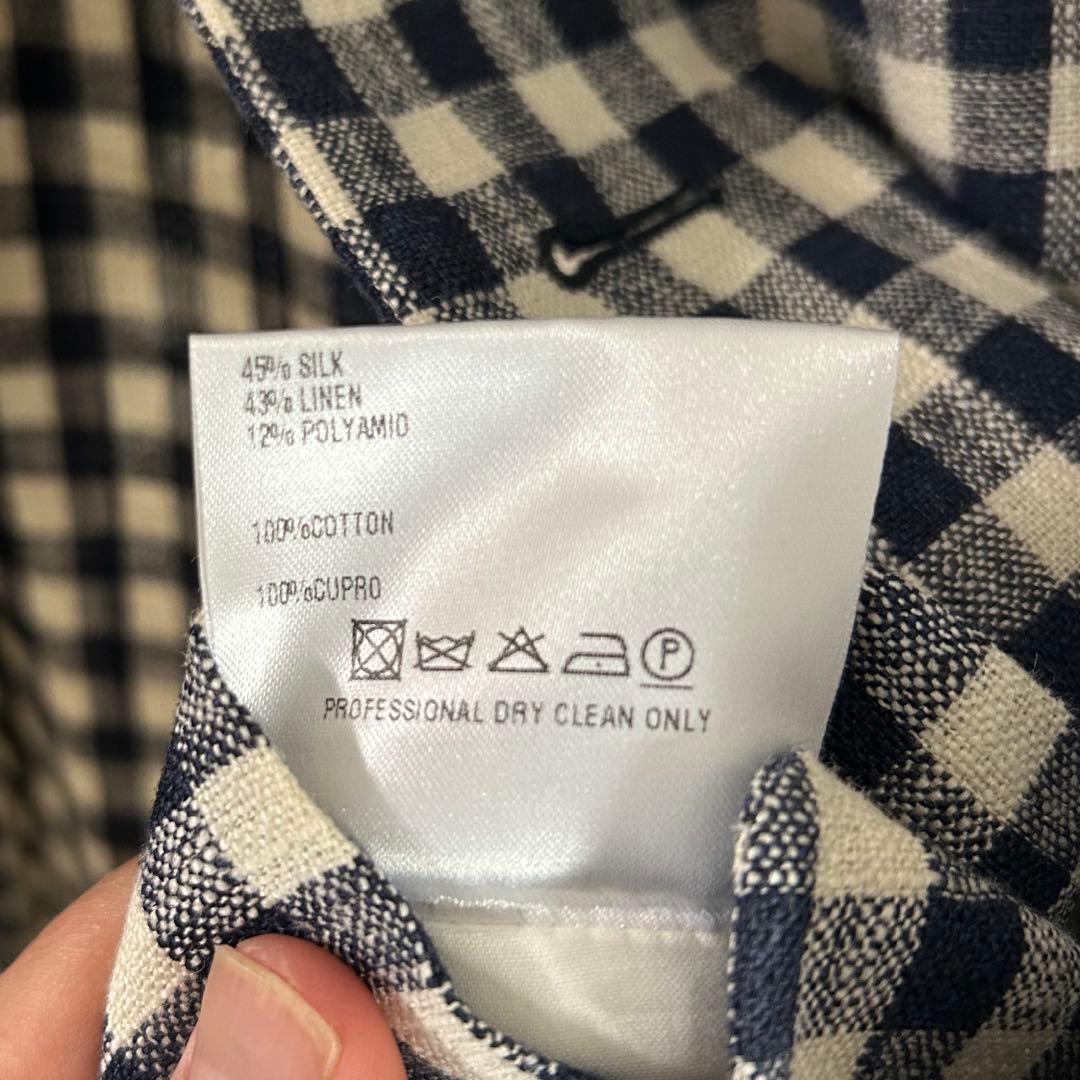 45% SILK
43% LINEN
12% POLYAMID
100%COTTON
100%CUPRO
P
PROFESSIONAL DRY CLEAN ONLY